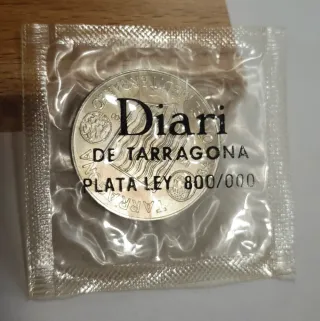 Diari
DE TARRAGONA
PLATA LEY 800/000